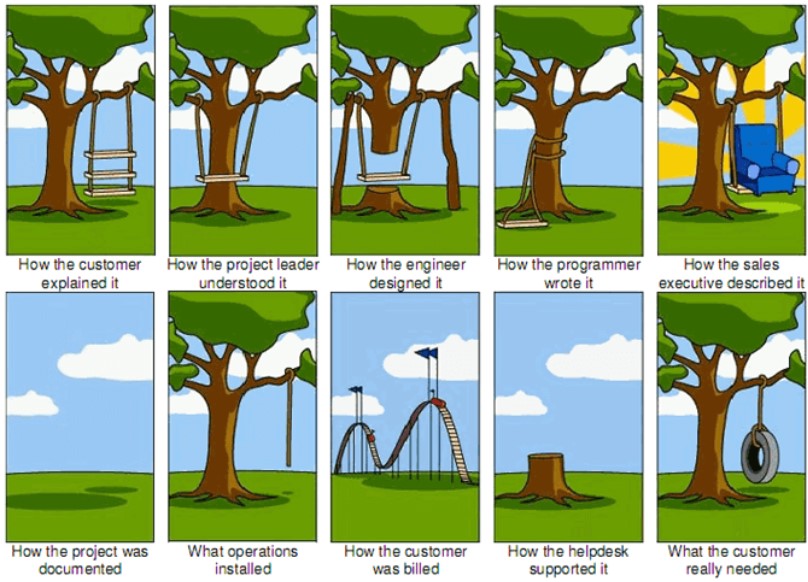 How the customer
explained it
How the project leader
understood it
How the engineer
designed it
How the programmer
wrote it
How the sales
executive described it
How the project was
documented
What operations
installed
How the customer
was billed
How the helpdesk
supported it
What the customer
really needed